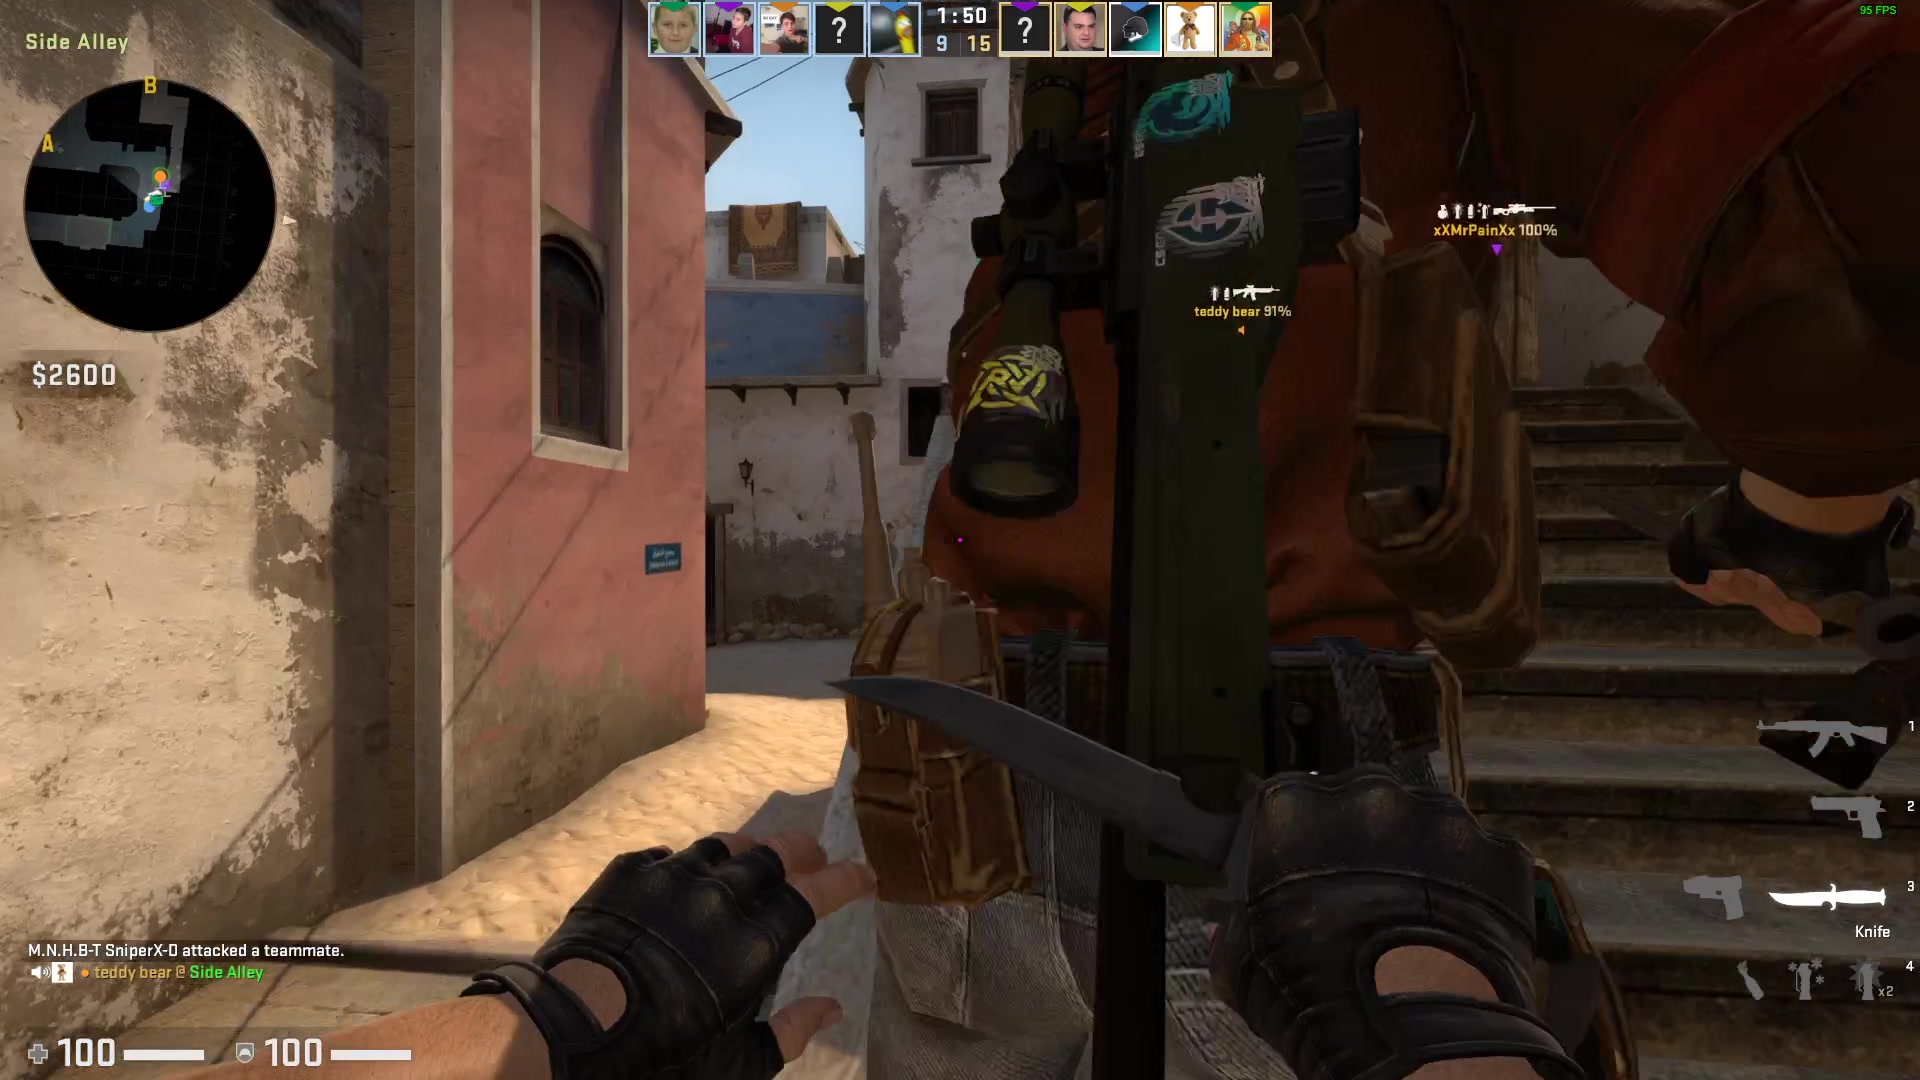 95 FPS
Side Alley
1:50
9 15
? ?
B
A
xXMrPainXx 100%
teddy bear 91%
$2600
1
2
3
Knife
4
x2
M.N.H.B-T SniperX-D attacked a teammate.
teddy bear @ Side Alley
100 100